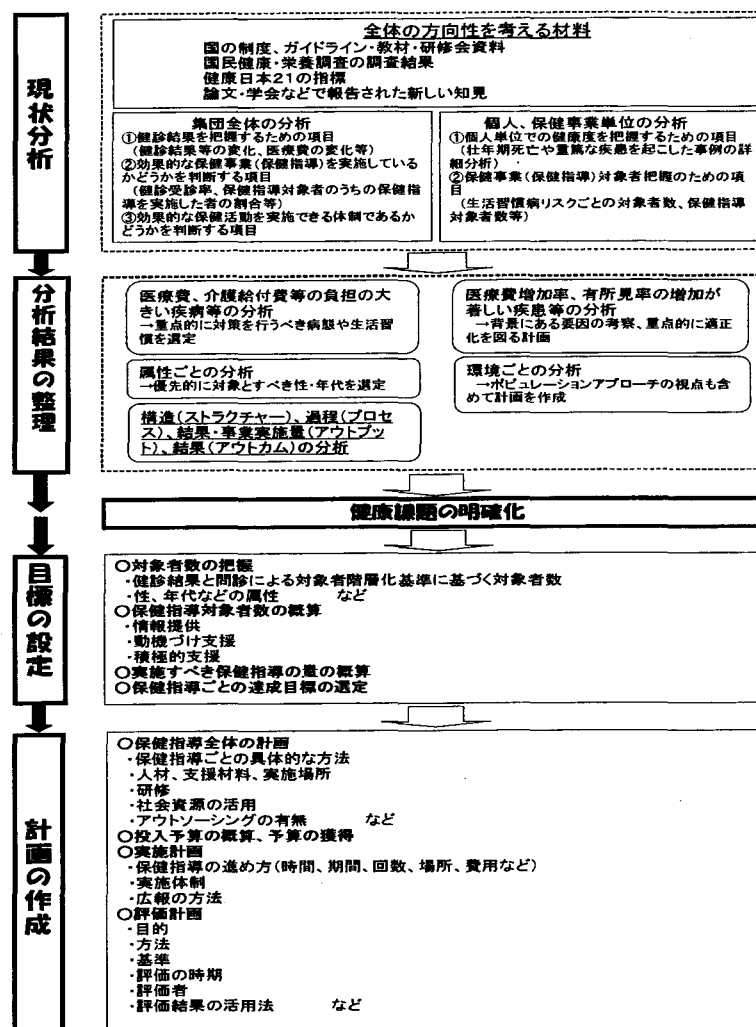 現状分析
全体の方向性を考える材料
国の制度、ガイドライン・教材・研修会資料
国民健康・栄養調査の調査結果
健康日本21の指標
論文・学会などで報告された新しい知見
集団全体の分析
①健診結果を把握するための項目
(健診結果等の変化、医療費の変化等)
②効果的な保健事業(保健指導)を実施している
かどうかを判断する項目
(健診受診率、保健指導対象者のうちの保健指
導を実施した者の割合等)
③効果的な保健活動を実施できる体制であるか
どうかを判断する項目
個人、保健事業単位の分析
①個人単位での健康度を把握するための項目
(壮年期死亡や重篤な疾患を起こした事例の詳
細分析)
②保健事業(保健指導)対象者把握のための項
目
(生活習慣病リスクごとの対象者数、保健指導
対象者数等)
分析結果の整理
医療費、介護給付費等の負担の大
きい疾病等の分析
→重点的に対策を行うべき病態や生活習
慣を選定
医療費増加率、有所見率の増加が
著しい疾患等の分析
→背景にある要因の考察、重点的に適正
化を図る計画
属性ごとの分析
→優先的に対象とすべき性・年代を選定
環境ごとの分析
→ポピュレーションアプローチの視点も含
めて計画を作成
構造(ストラクチャー)、過程(プロセ
ス)、結果・事業実施量(アウトプッ
ト)、結果(アウトカム)の分析
健康課題の明確化
目標の設定
○対象者数の把握
・健診結果と問診による対象者階層化基準に基づく対象者数
・性、年代などの属性 など
○保健指導対象者数の概算
・情報提供
・動機づけ支援
・積極的支援
○実施すべき保健指導の量の概算
○保健指導ごとの達成目標の選定
計画の作成
○保健指導全体の計画
・保健指導ごとの具体的な方法
・人材、支援材料、実施場所
・研修
・社会資源の活用
・アウトソーシングの有無 など
○投入予算の概算、予算の獲得
○実施計画
・保健指導の進め方(時間、期間、回数、場所、費用など)
・実施体制
・広報の方法
○評価計画
・目的
・方法
・基準
・評価の時期
・評価者
・評価結果の活用法 など